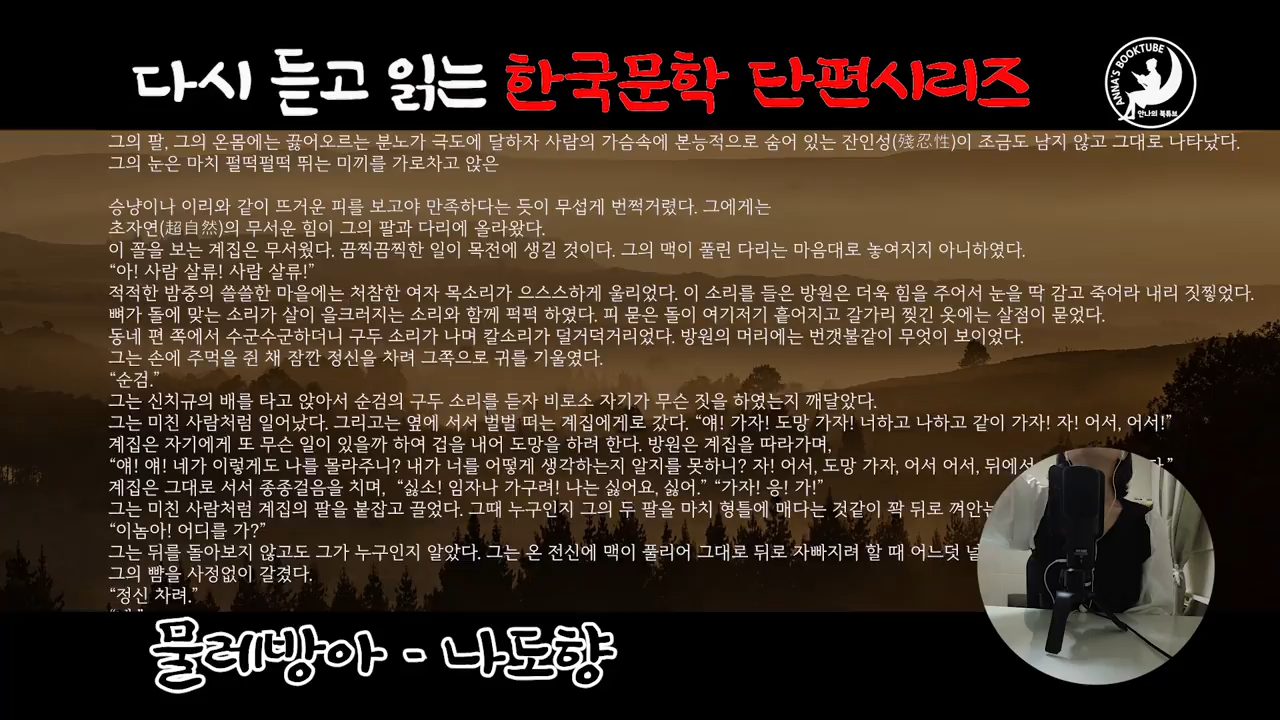 다시 듣고 읽는 한국문학 단편시리즈
ANNA'S BOOKTUBE
안나의 북튜브
그의 팔, 그의 온몸에는 끓어오르는 분노가 극도에 달하자 사람의 가슴속에 본능적으로 숨어 있는 잔인성(殘忍性)이 조금도 남지 않고 그대로 나타났다.
그의 눈은 마치 펄떡펄떡 뛰는 미끼를 가로차고 앉은
승냥이나 이리와 같이 뜨거운 피를 보고야 만족하다는 듯이 무섭게 번쩍거렸다. 그에게는
초자연(超自然)의 무서운 힘이 그의 팔과 다리에 올라왔다.
이 꼴을 보는 계집은 무서웠다. 끔찍끔찍한 일이 목전에 생길 것이다. 그의 맥이 풀린 다리는 마음대로 놓여지지 아니하였다.
“아! 사람 살류! 사람 살류!”
적적한 밤중의 쓸쓸한 마을에는 처참한 여자 목소리가 으스스하게 울리었다. 이 소리를 들은 방원은 더욱 힘을 주어서 눈을 딱 감고 죽어라 내리 짓찧었다.
뼈가 돌에 맞는 소리가 살이 을크러지는 소리와 함께 퍽퍽 하였다. 피 묻은 돌이 여기저기 흩어지고 갈가리 찢긴 옷에는 살점이 묻었다.
동네 편 쪽에서 수군수군하더니 구두 소리가 나며 칼소리가 덜거덕거리었다. 방원의 머리에는 번갯불같이 무엇이 보이었다.
그는 손에 주먹을 쥔 채 잠깐 정신을 차려 그쪽으로 귀를 기울였다.
“순검.”
그는 신치규의 배를 타고 앉아서 순검의 구두 소리를 듣자 비로소 자기가 무슨 짓을 하였는지 깨달았다.
그는 미친 사람처럼 일어났다. 그리고는 옆에 서서 벌벌 떠는 계집에게로 갔다. “얘! 가자! 도망 가자! 너하고 나하고 같이 가자! 자! 어서, 어서!”
계집은 자기에게 또 무슨 일이 있을까 하여 겁을 내어 도망을 하려 한다. 방원은 계집을 따라가며,
“얘! 얘! 네가 이렇게도 나를 몰라주니? 내가 너를 어떻게 생각하는지 알지를 못하니? 자! 어서, 도망 가자, 어서 어서, 뒤에서
계집은 그대로 서서 종종걸음을 치며, “싫소! 임자나 가구려! 나는 싫어요, 싫어.” “가자! 응! 가!”
그는 미친 사람처럼 계집의 팔을 붙잡고 끌었다. 그때 누구인지 그의 두 팔을 마치 형틀에 매다는 것같이 꽉 뒤로 껴안는
“이놈아! 어디를 가?”
그는 뒤를 돌아보지 않고도 그가 누구인지 알았다. 그는 온 전신에 맥이 풀리어 그대로 뒤로 자빠지려 할 때 어느덧
그의 뺨을 사정없이 갈겼다.
“정신 차려.”
물레방아 - 나도향